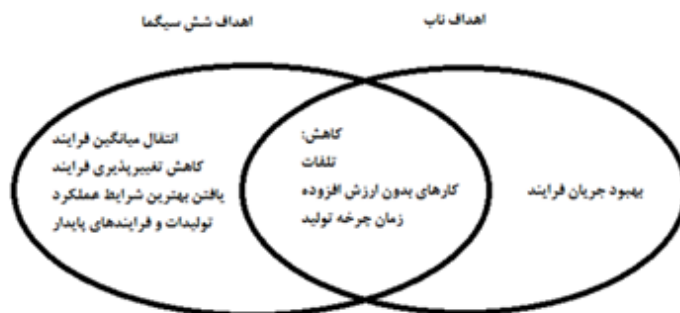 اهداف ناب
اهداف شش سیگما
بهبود جریان فرایند
کاهش:
تلفات
کارهای بدون ارزش افزوده
زمان چرخه تولید
انتقال میانگین فرایند
کاهش تغییرپذیری فرایند
یافتن بهترین شرایط عملکرد
تولیدات و فرایندهای پایدار